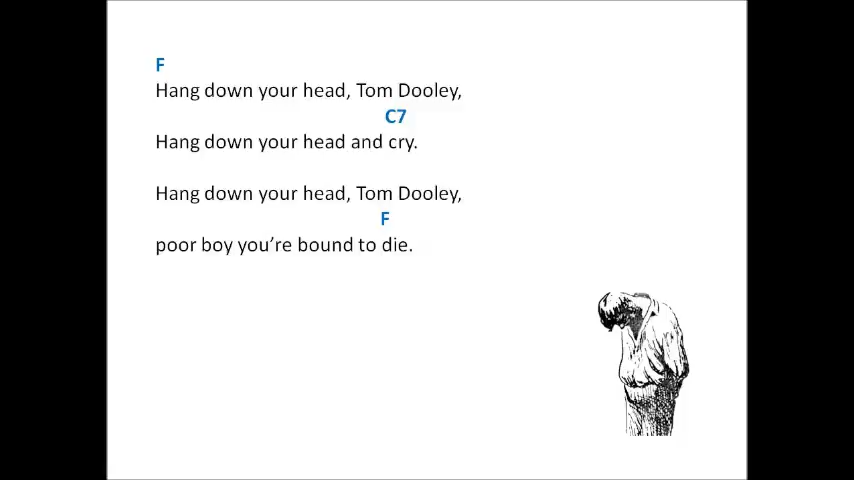 F
Hang down your head, Tom Dooley,
C7
Hang down your head and cry.
Hang down your head, Tom Dooley,
F
poor boy you’re bound to die.